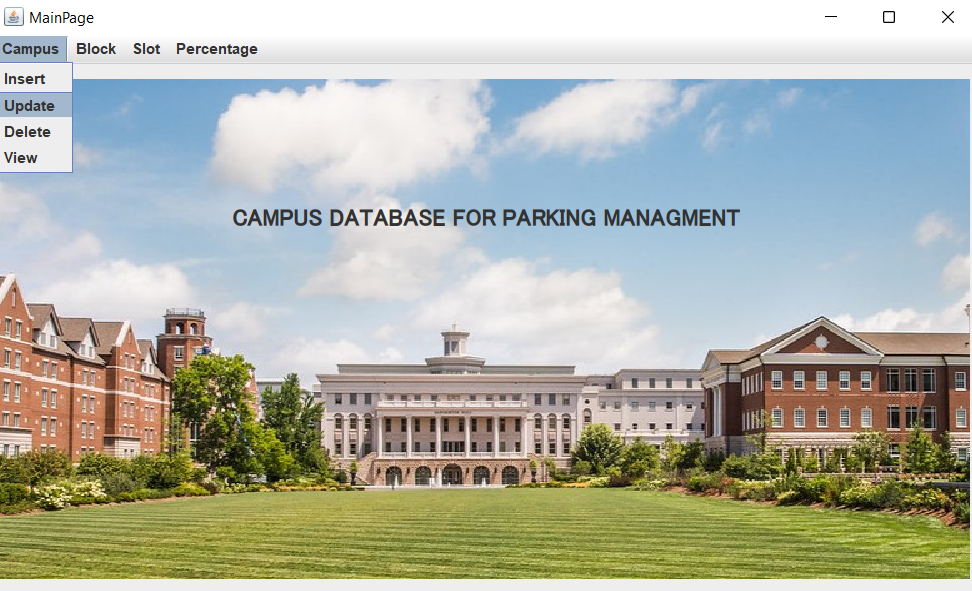 MainPage
Campus Block Slot Percentage
Insert
Update
Delete
View
CAMPUS DATABASE FOR PARKING MANAGMENT